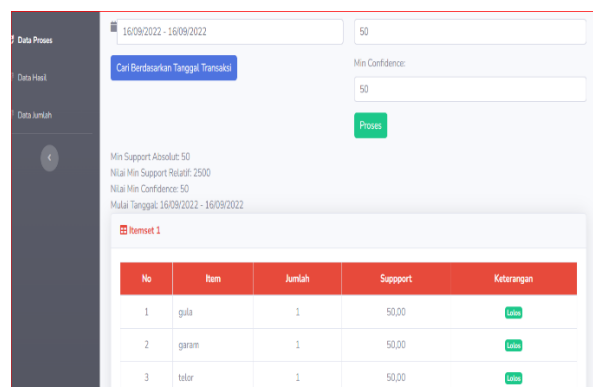 Data Proses
Data Hasil
Data Jumlah
16/09/2022 - 16/09/2022
50
Cari Berdasarkan Tanggal Transaksi
Min Confidence:
50
Proses
Min Support Absolut: 50
Nilai Min Support Relatif: 2500
Nilai Min Confidence: 50
Mulai Tanggal: 16/09/2022 - 16/09/2022
Itemset 1
No Item Jumlah Suppport Keterangan
1 gula 1 50,00 Lolos
2 garam 1 50,00 Lolos
3 telor 1 50,00 Lolos